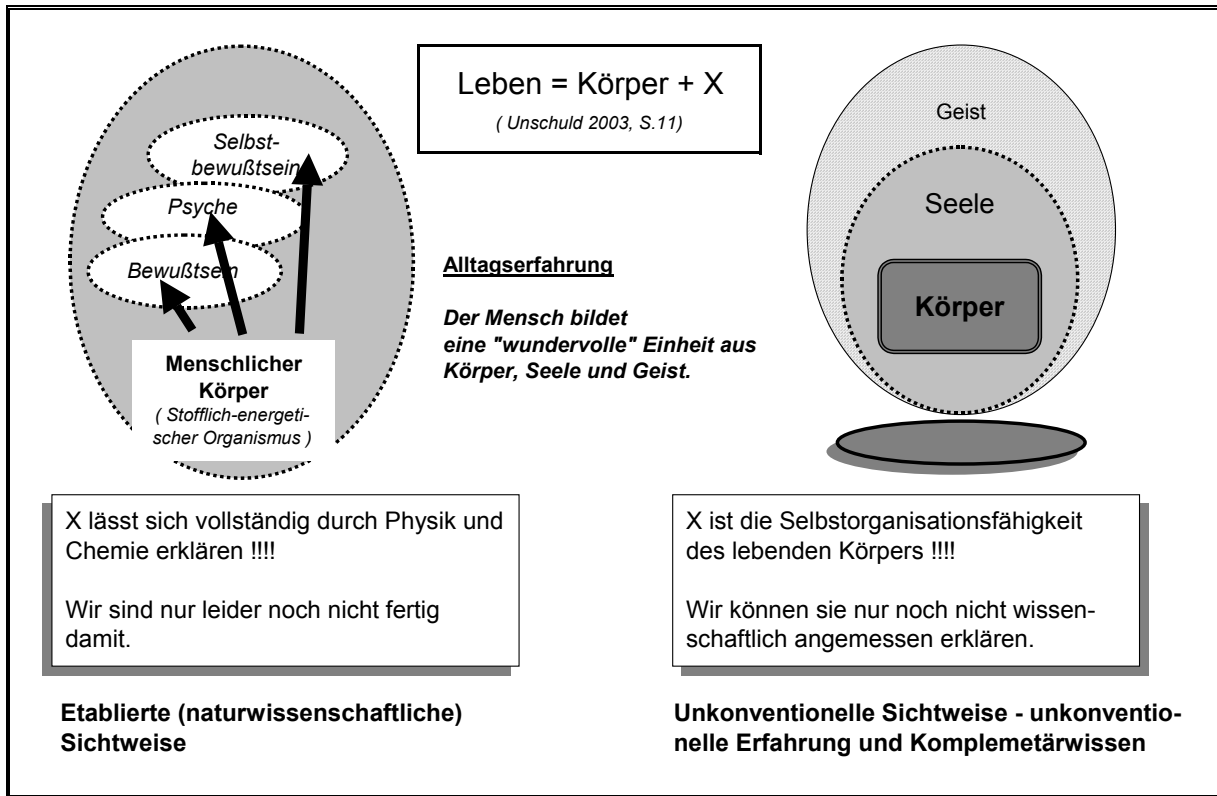 Leben = Körper + X
( Unschuld 2003, S.11)
Selbst-
bewußtsein
Psyche
Bewußtsein
Menschlicher
Körper
( Stofflich-energeti-
scher Organismus )
Alltagserfahrung
Der Mensch bildet
eine "wundervolle" Einheit aus
Körper, Seele und Geist.
Geist
Seele
Körper
X lässt sich vollständig durch Physik und
Chemie erklären !!!!
Wir sind nur leider noch nicht fertig
damit.
Etablierte (naturwissenschaftliche)
Sichtweise
X ist die Selbstorganisationsfähigkeit
des lebenden Körpers !!!!
Wir können sie nur noch nicht wissen-
schaftlich angemessen erklären.
Unkonventionelle Sichtweise - unkonventio-
nelle Erfahrung und Komplemetärwissen